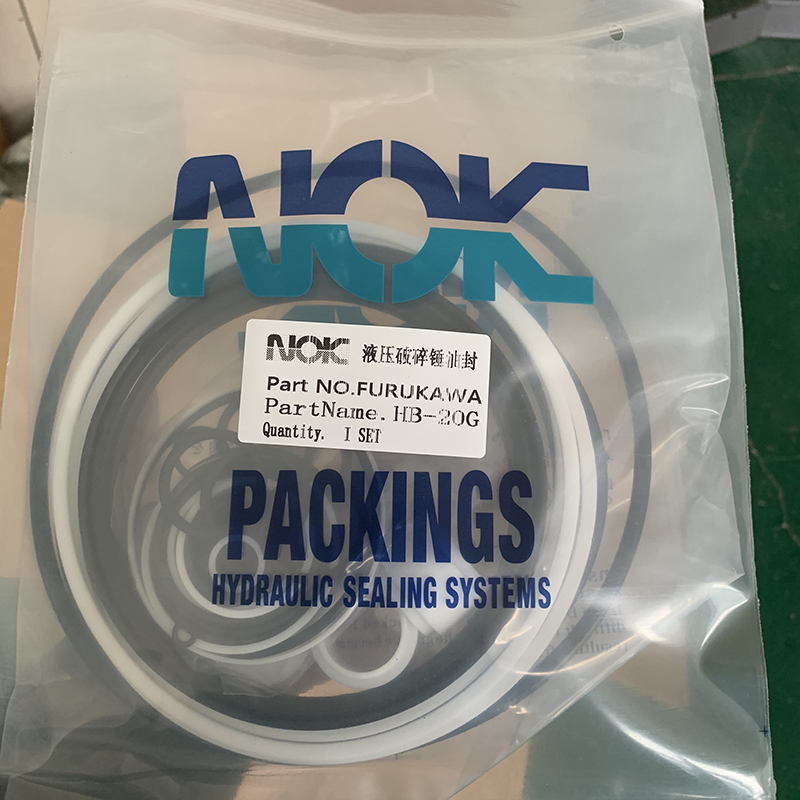 NOK
NOK 液压破碎锤油封
Part NO.FURUKAWA
PartName.HB-20G
Quantity. 1 SET
PACKINGS
HYDRAULIC SEALING SYSTEMS